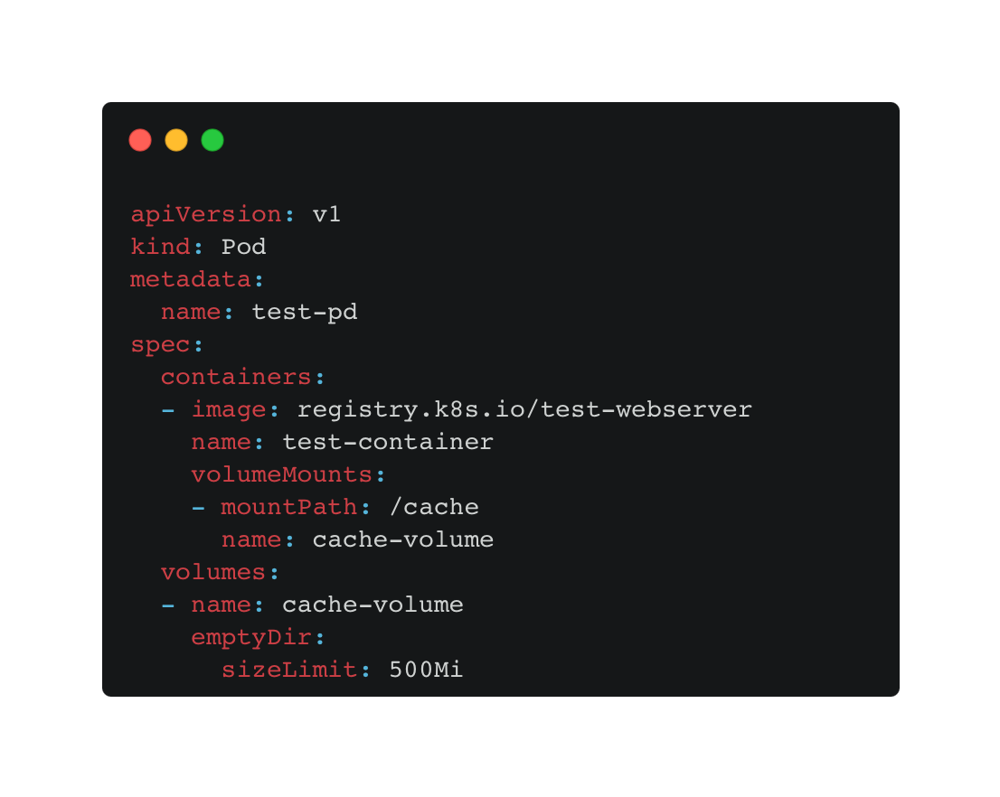 apiVersion: v1
kind: Pod
metadata:
  name: test-pd
spec:
  containers:
  - image: registry.k8s.io/test-webserver
    name: test-container
    volumeMounts:
    - mountPath: /cache
      name: cache-volume
  volumes:
  - name: cache-volume
    emptyDir:
      sizeLimit: 500Mi